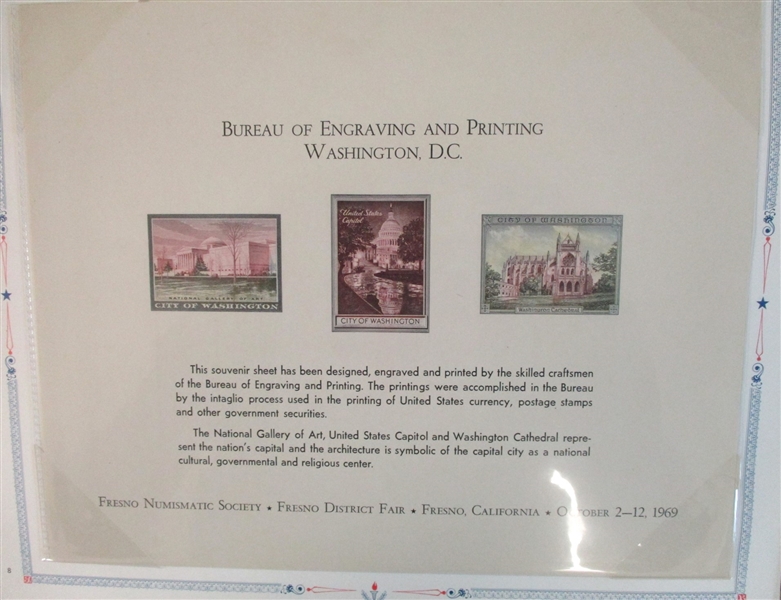 BUREAU OF ENGRAVING AND PRINTING
WASHINGTON, D.C.
NATIONAL GALLERY OF ART
CITY OF WASHINGTON
United States
Capitol
CITY OF WASHINGTON
CITY OF WASHINGTON
Washington Cathedral
This souvenir sheet has been designed, engraved and printed by the skilled craftsmen
of the Bureau of Engraving and Printing. The printings were accomplished in the Bureau
by the intaglio process used in the printing of United States currency, postage stamps
and other government securities.
The National Gallery of Art, United States Capitol and Washington Cathedral repre-
sent the nation's capital and the architecture is symbolic of the capital city as a national
cultural, governmental and religious center.
FRESNO NUMISMATIC SOCIETY ★ FRESNO DISTRICT FAIR ★ FRESNO, CALIFORNIA ★ OCTOBER 2—12, 1969